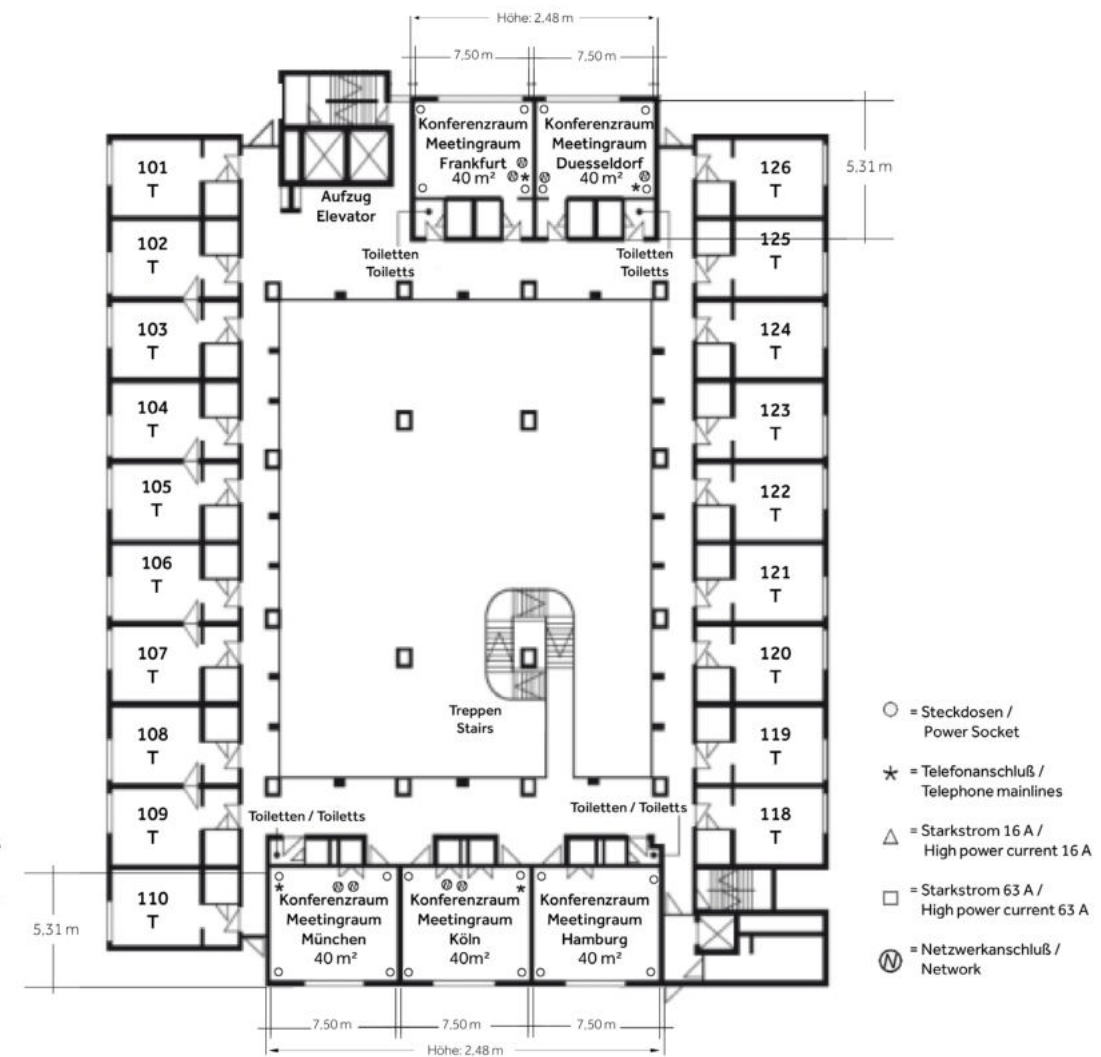 Höhe: 2,48 m
7,50 m
7,50 m
Konferenzraum
Meetingraum
Frankfurt
40 m²
Konferenzraum
Meetingraum
Duesseldorf
40 m²
5,31 m
Aufzug
Elevator
Toiletten
Toiletts
Toiletten
Toiletts
101
T
102
T
103
T
104
T
105
T
106
T
107
T
108
T
109
T
110
T
126
T
125
T
124
T
123
T
122
T
121
T
120
T
119
T
118
T
Treppen
Stairs
Toiletten / Toiletts
Toiletten / Toiletts
Konferenzraum
Meetingraum
München
40 m²
Konferenzraum
Meetingraum
Köln
40m²
Konferenzraum
Meetingraum
Hamburg
40 m²
5,31 m
7,50 m
7,50 m
7,50 m
Höhe: 2,48 m
= Steckdosen /
Power Socket
= Telefonanschluß /
Telephone mainlines
= Starkstrom 16 A /
High power current 16 A
= Starkstrom 63 A /
High power current 63 A
N = Netzwerkanschluß /
Network